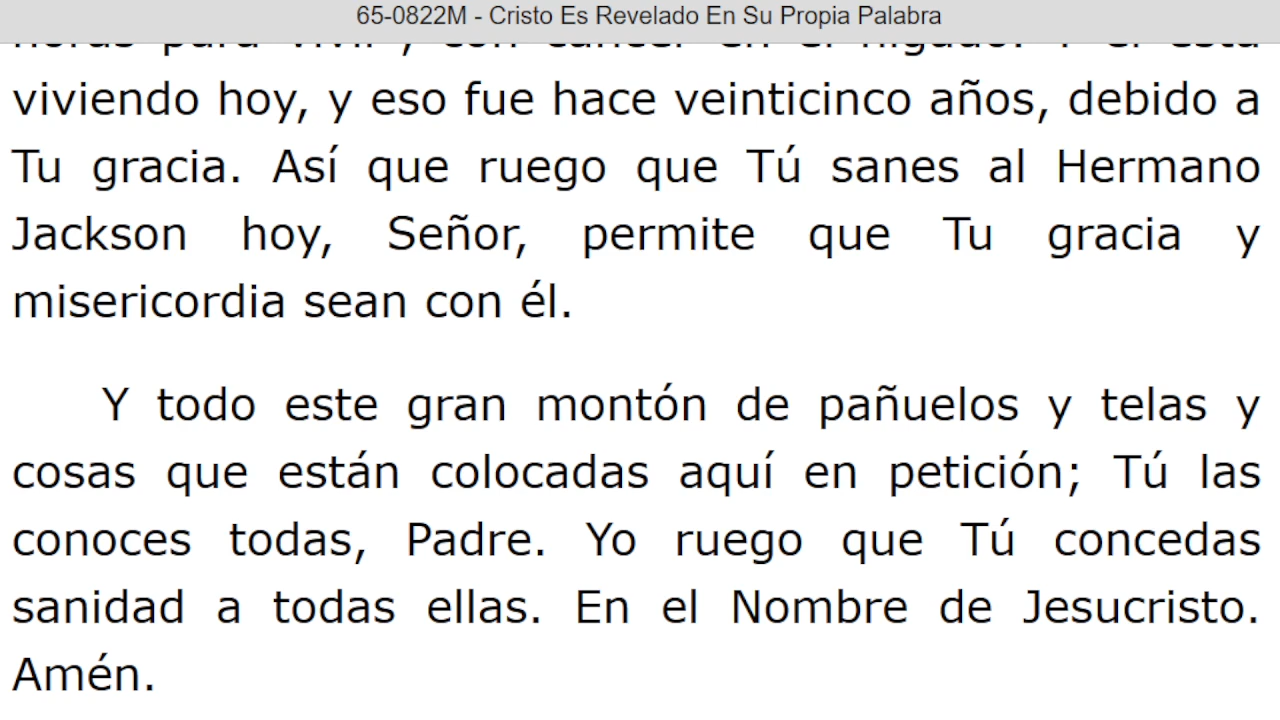 65-0822M - Cristo Es Revelado En Su Propia Palabra
viviendo hoy, y eso fue hace veinticinco años, debido a
Tu gracia. Así que ruego que Tú sanes al Hermano
Jackson hoy, Señor, permite que Tu gracia y
misericordia sean con él.
Y todo este gran montón de pañuelos y telas y
cosas que están colocadas aquí en petición; Tú las
conoces todas, Padre. Yo ruego que Tú concedas
sanidad a todas ellas. En el Nombre de Jesucristo.
Amén.